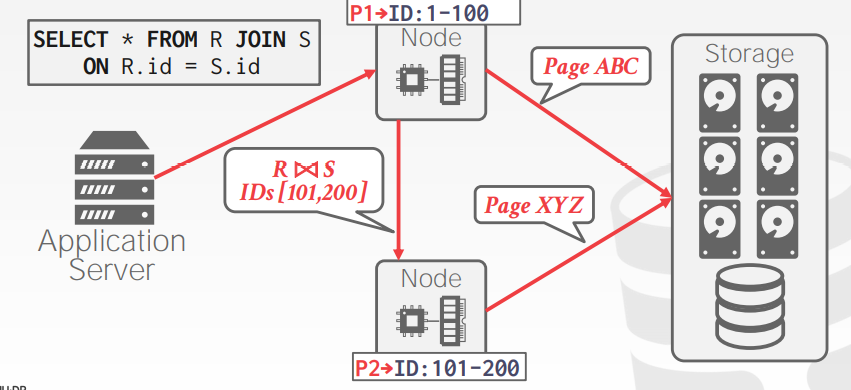 P1→ID:1-100
SELECT * FROM R JOIN S
ON R.id = S.id
Node
Page ABC
Storage
R ⋈ S
IDs [101,200]
Page XYZ
Application
Server
Node
P2→ID:101-200